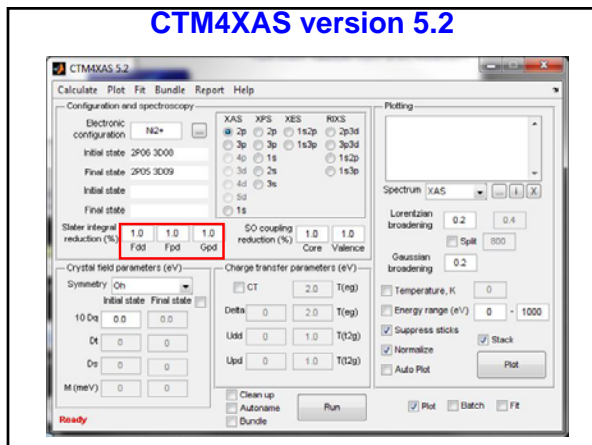 CTM4XAS version 5.2
CTM4XAS 5.2
Calculate Plot Fit Bundle Report Help
Configuration and spectroscopy
Electronic configuration Ni2+ ...
Initial state 2P06 3D08
Final state 2P05 3D09
Initial state
Final state
XAS XPS XES RIXS
2p 2p 1s2p 2p3d
3p 3p 1s3p 3p3d
4p 1s 1s2p
3d 2s 1s3p
4d 3s
5d
1s
Slater integral reduction (%) 1.0 1.0 1.0
Fdd Fpd Gpd
SO coupling reduction (%) 1.0 1.0
Core Valence
Crystal field parameters (eV)
Symmetry Oh
Initial state Final state
10 Dq 0.0 0.0
Dt 0 0
Ds 0 0
M (meV) 0 0
Charge transfer parameters (eV)
CT 2.0 T(eg)
Delta 0 2.0 T(eg)
Udd 0 1.0 T(t2g)
Upd 0 1.0 T(t2g)
Clean up
Autoname
Bundle
Run
Ready
Plotting
Spectrum XAS ... i X
Lorentzian broadening 0.2 0.4
Split 800
Gaussian broadening 0.2
Temperature, K 0
Energy range (eV) 0 - 1000
Suppress sticks
Stack
Normalize
Auto Plot
Plot
Plot Batch Fit